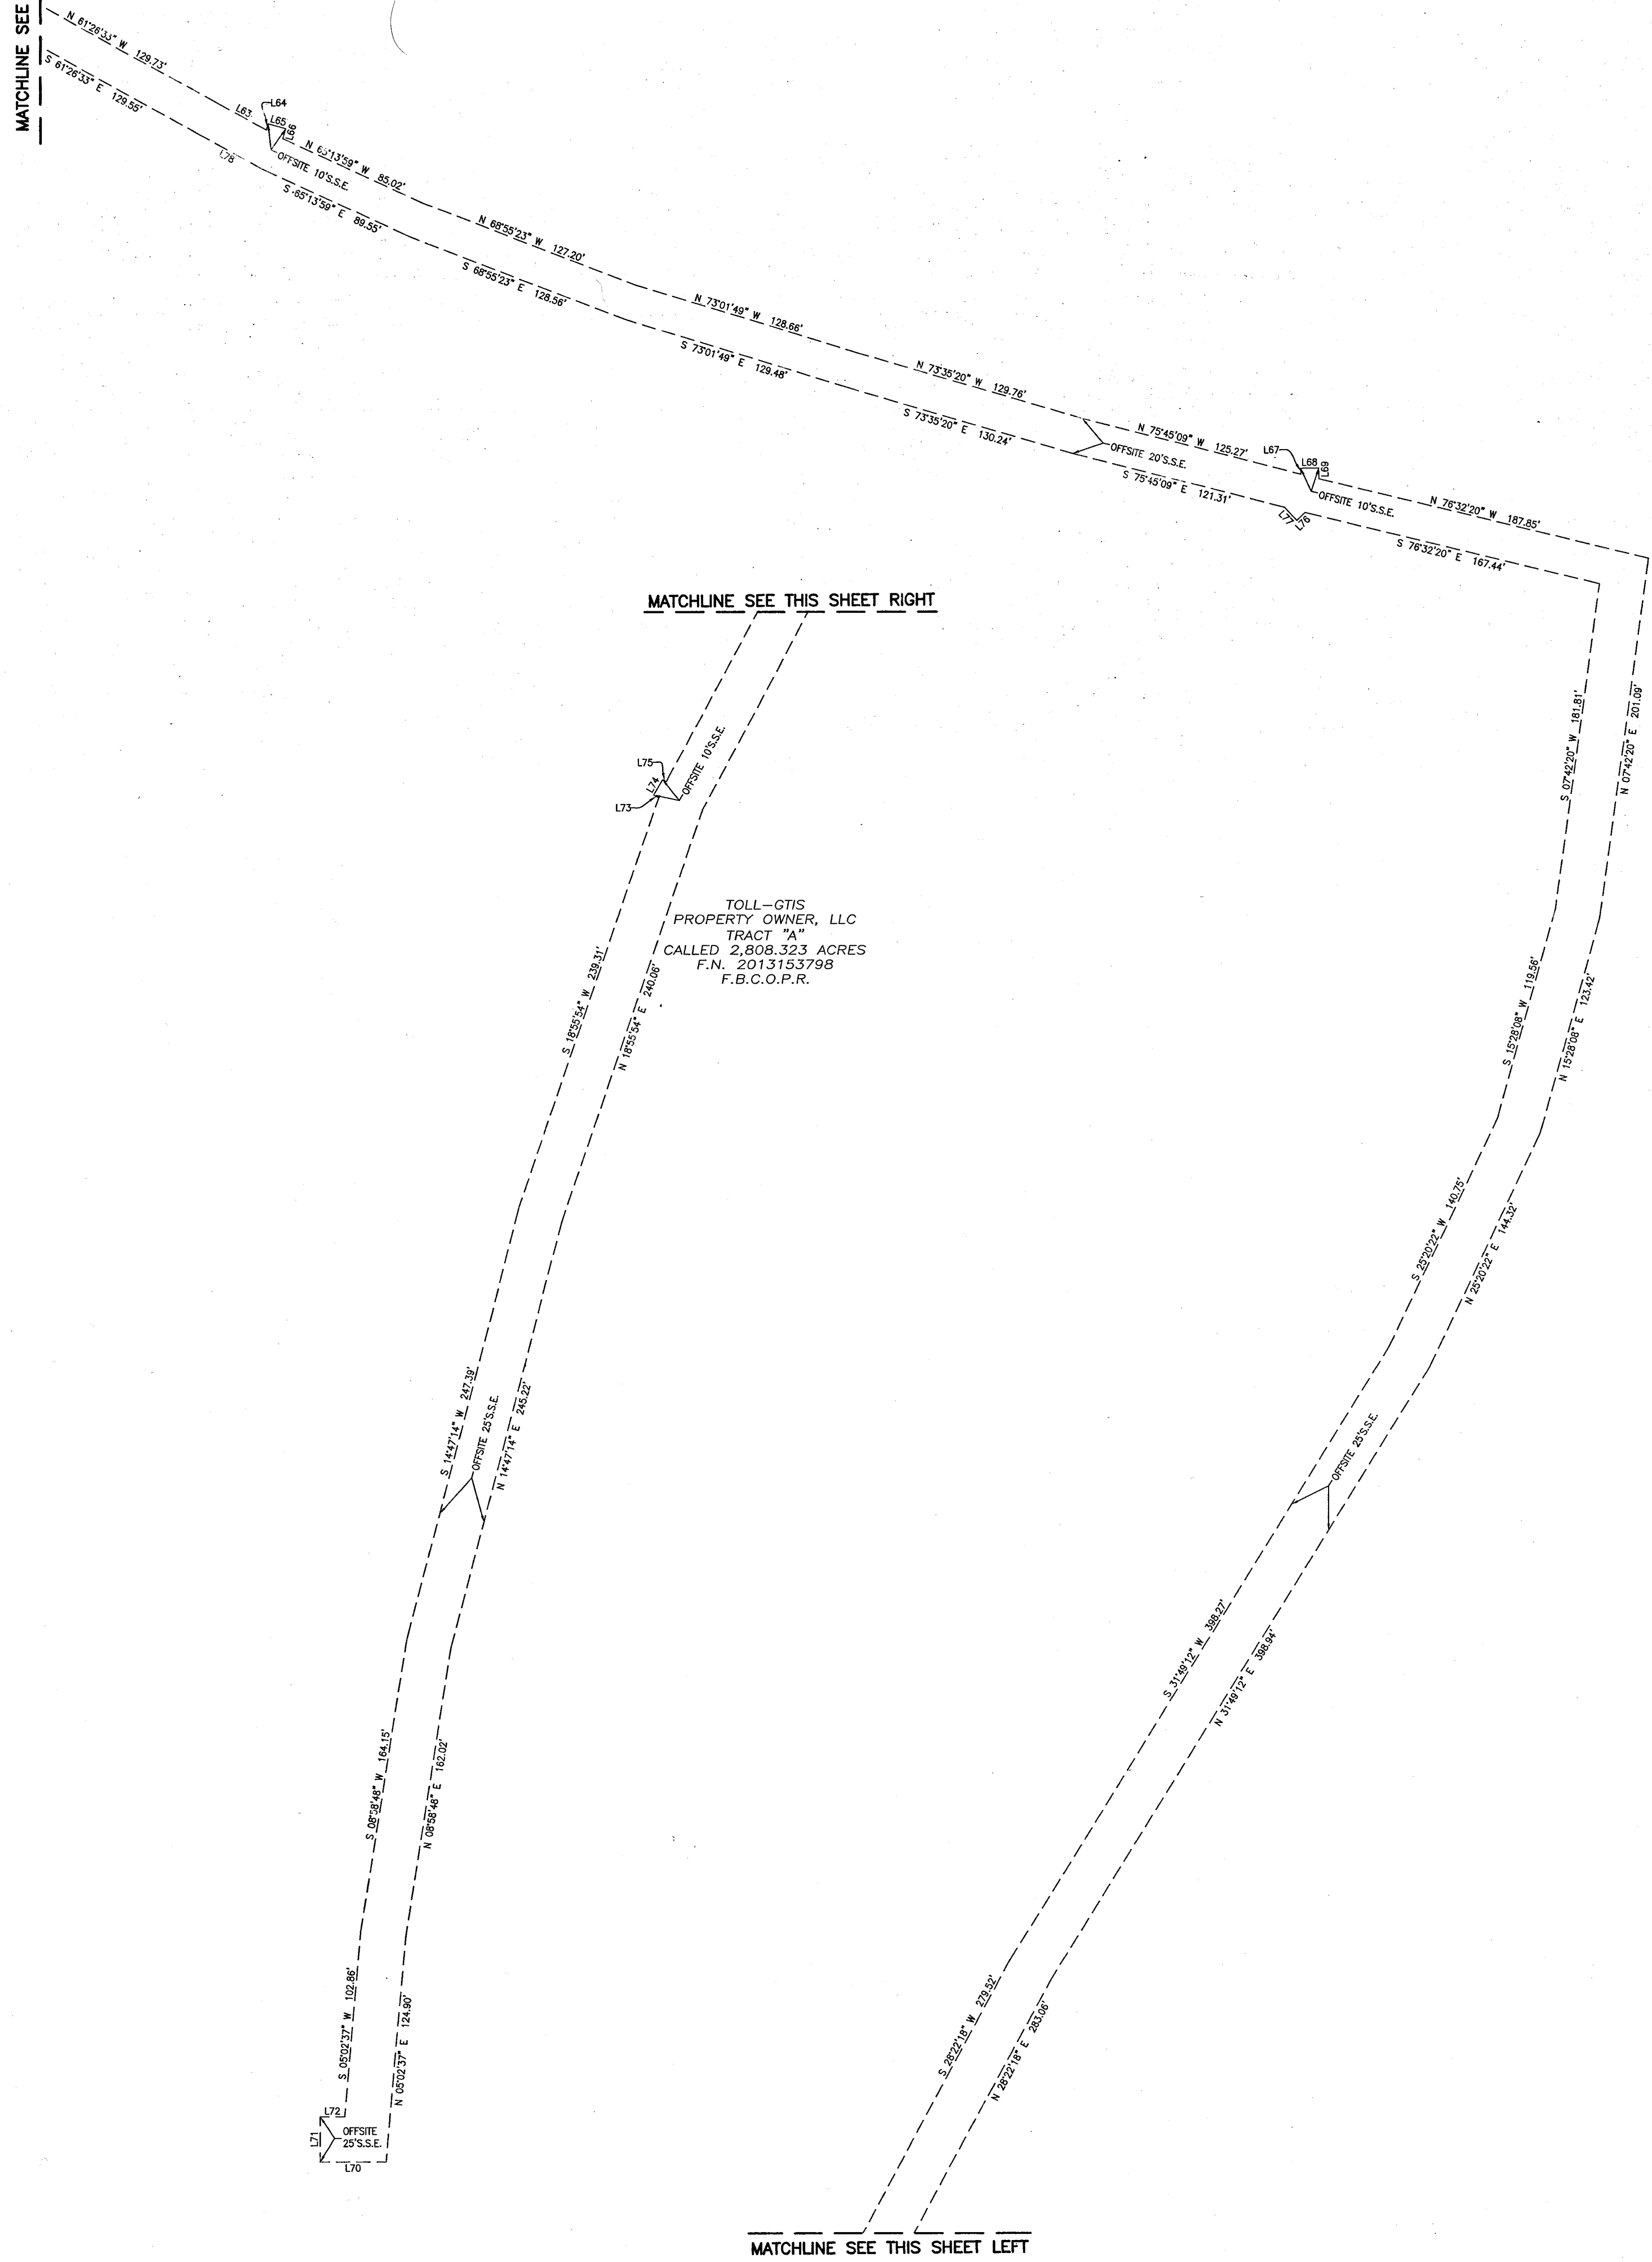 MATCHLINE SEE
N 61°26'33" W 129.73'
S 61°26'33" E 129.55'
L63
L64
L65
L66
L78
OFFSITE 10'S.S.E.
N 65°13'59" W 85.02'
S 65°13'59" E 89.55'
N 68°55'23" W 127.20'
S 68°55'23" E 128.56'
N 73°01'49" W 128.66'
S 73°01'49" E 129.48'
N 73°35'20" W 129.76'
S 73°35'20" E 130.24'
N 75°45'09" W 125.27'
OFFSITE 20'S.S.E.
S 75°45'09" E 121.31'
L67
L68
L69
OFFSITE 10'S.S.E.
L77
L76
N 76°32'20" W 187.85'
S 76°32'20" E 167.44'
MATCHLINE SEE THIS SHEET RIGHT
S 07°42'20" W 181.81'
N 07°42'20" E 201.09'
L75
L74
L73
OFFSITE 10'S.S.E.
TOLL-GTIS
PROPERTY OWNER, LLC
TRACT "A"
CALLED 2,808.323 ACRES
F.N. 2013153798
F.B.C.O.P.R.
S 18°55'54" W 239.31'
N 18°55'54" E 240.06'
S 15°28'08" W 119.56'
N 15°28'08" E 123.42'
S 25°20'22" W 140.75'
N 25°20'22" E 144.32'
S 14°47'14" W 247.39'
OFFSITE 25'S.S.E.
N 14°47'14" E 245.22'
OFFSITE 25'S.S.E.
S 31°49'12" W 398.27'
N 31°49'12" E 398.94'
S 08°58'48" W 164.15'
N 08°58'48" E 162.02'
S 05°02'37" W 102.86'
N 05°02'37" E 124.90'
S 28°22'18" W 279.52'
N 28°22'18" E 283.06'
L72
L71
OFFSITE
25'S.S.E.
L70
MATCHLINE SEE THIS SHEET LEFT